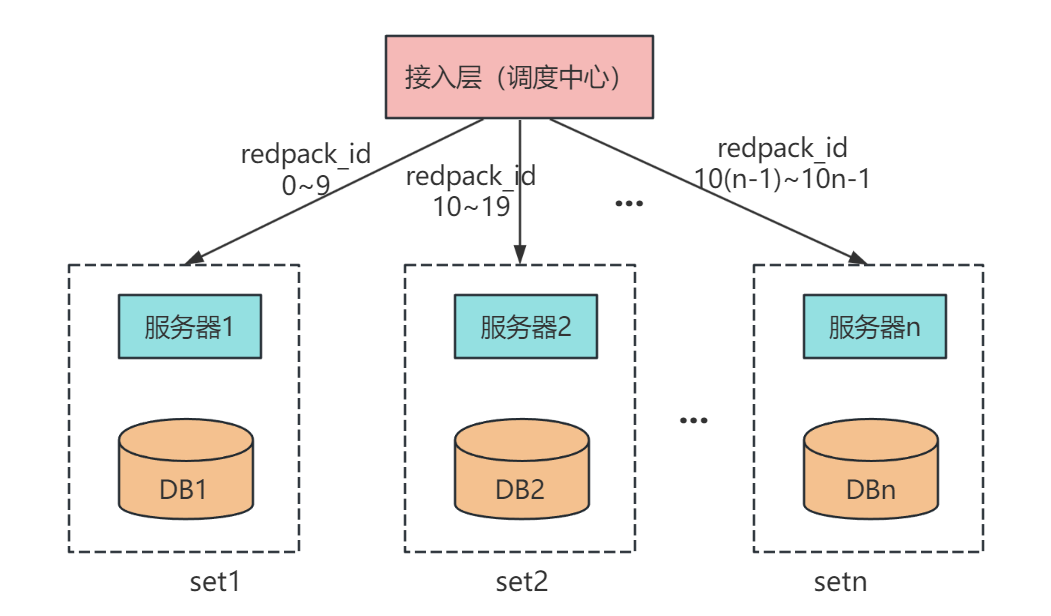 接入层（调度中心）
redpack_id
0~9
redpack_id
10~19
...
redpack_id
10(n-1)~10n-1
服务器1
服务器2
服务器n
...
DB1
DB2
DBn
set1
set2
setn